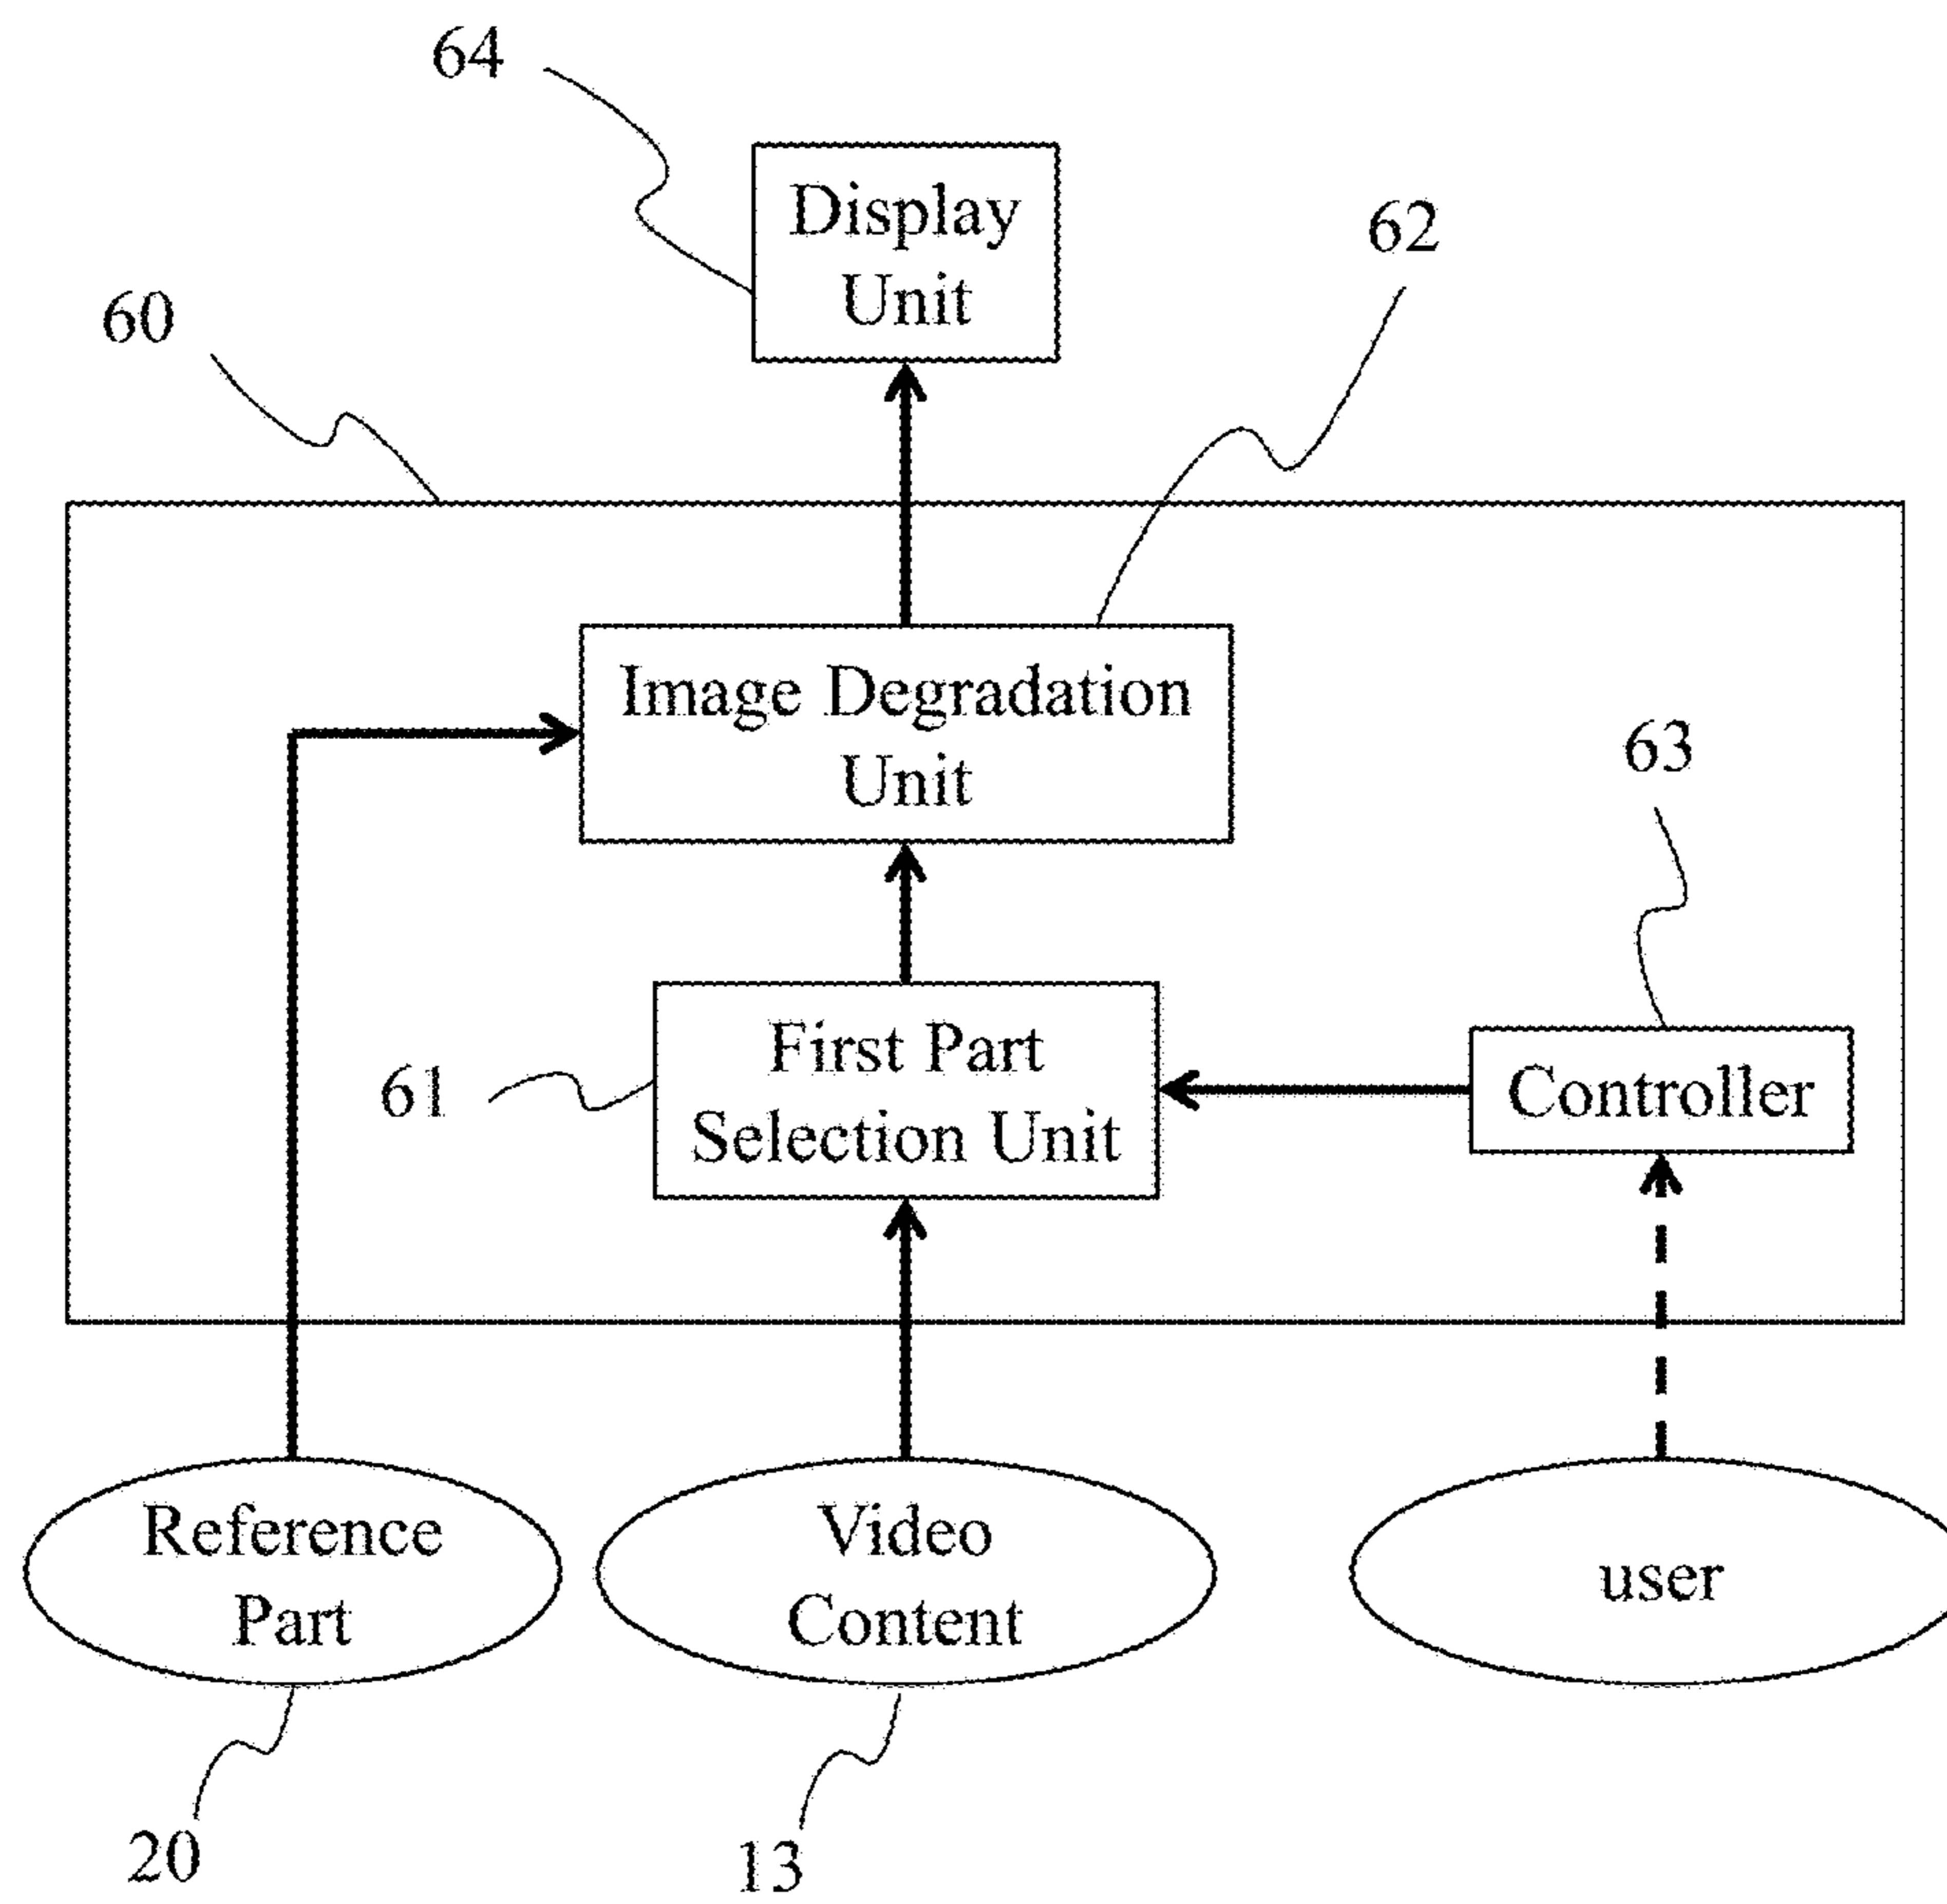 64
Display
Unit
62
60
Image Degradation
Unit
63
First Part
Selection Unit
61
Controller
Reference
Part
Video
Content
user
20
13